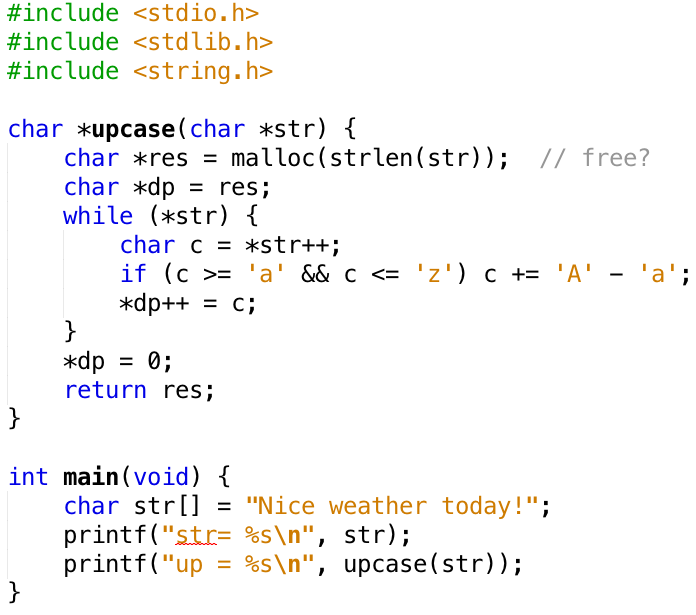 #include <stdio.h>
#include <stdlib.h>
#include <string.h>

char *upcase(char *str) {
    char *res = malloc(strlen(str));  // free?
    char *dp = res;
    while (*str) {
        char c = *str++;
        if (c >= 'a' && c <= 'z') c += 'A' - 'a';
        *dp++ = c;
    }
    *dp = 0;
    return res;
}

int main(void) {
    char str[] = "Nice weather today!";
    printf("str= %s\n", str);
    printf("up = %s\n", upcase(str));
}